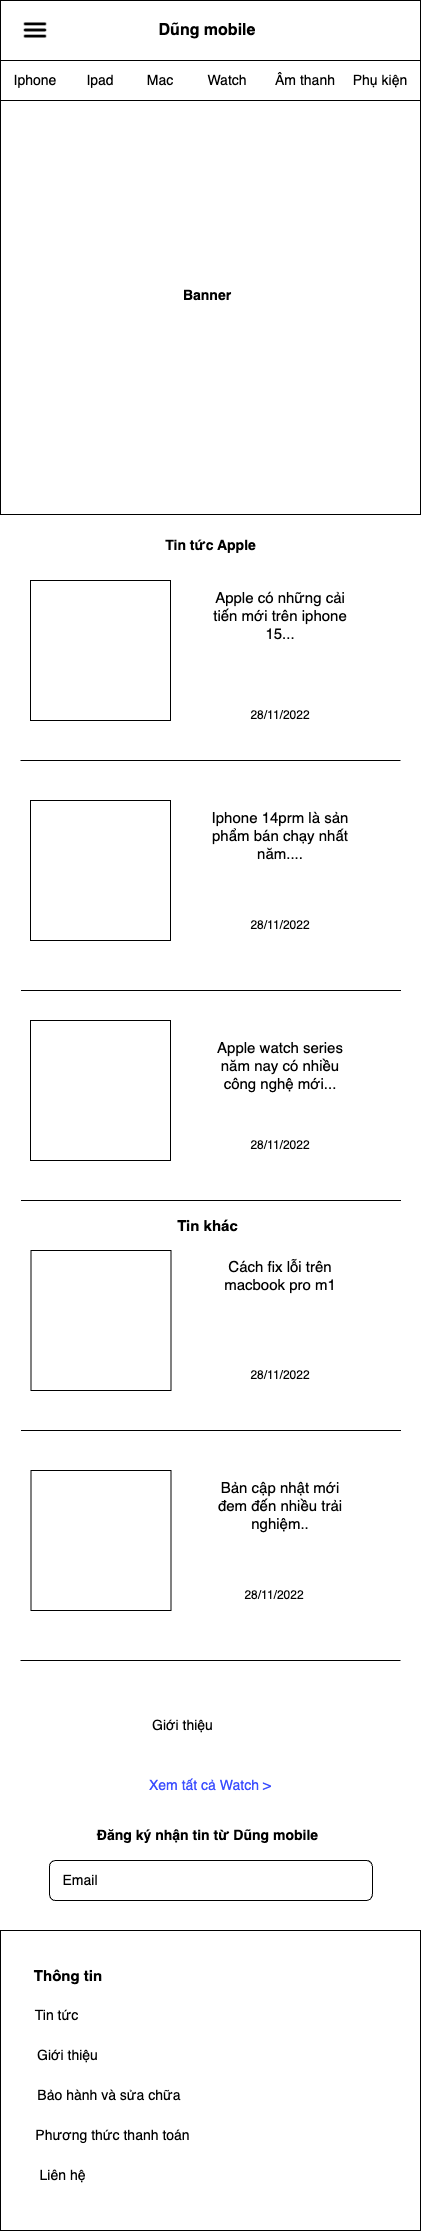 Dũng mobile
Iphone Ipad Mac Watch Âm thanh Phụ kiện
Banner
Tin tức Apple
Apple có những cải
tiến mới trên iphone
15...
28/11/2022
Iphone 14prm là sản
phẩm bán chạy nhất
năm....
28/11/2022
Apple watch series
năm nay có nhiều
công nghệ mới...
28/11/2022
Tin khác
Cách fix lỗi trên
macbook pro m1
28/11/2022
Bản cập nhật mới
đem đến nhiều trải
nghiệm..
28/11/2022
Giới thiệu
Xem tất cả Watch >
Đăng ký nhận tin từ Dũng mobile
Email
Thông tin
Tin tức
Giới thiệu
Bảo hành và sửa chữa
Phương thức thanh toán
Liên hệ